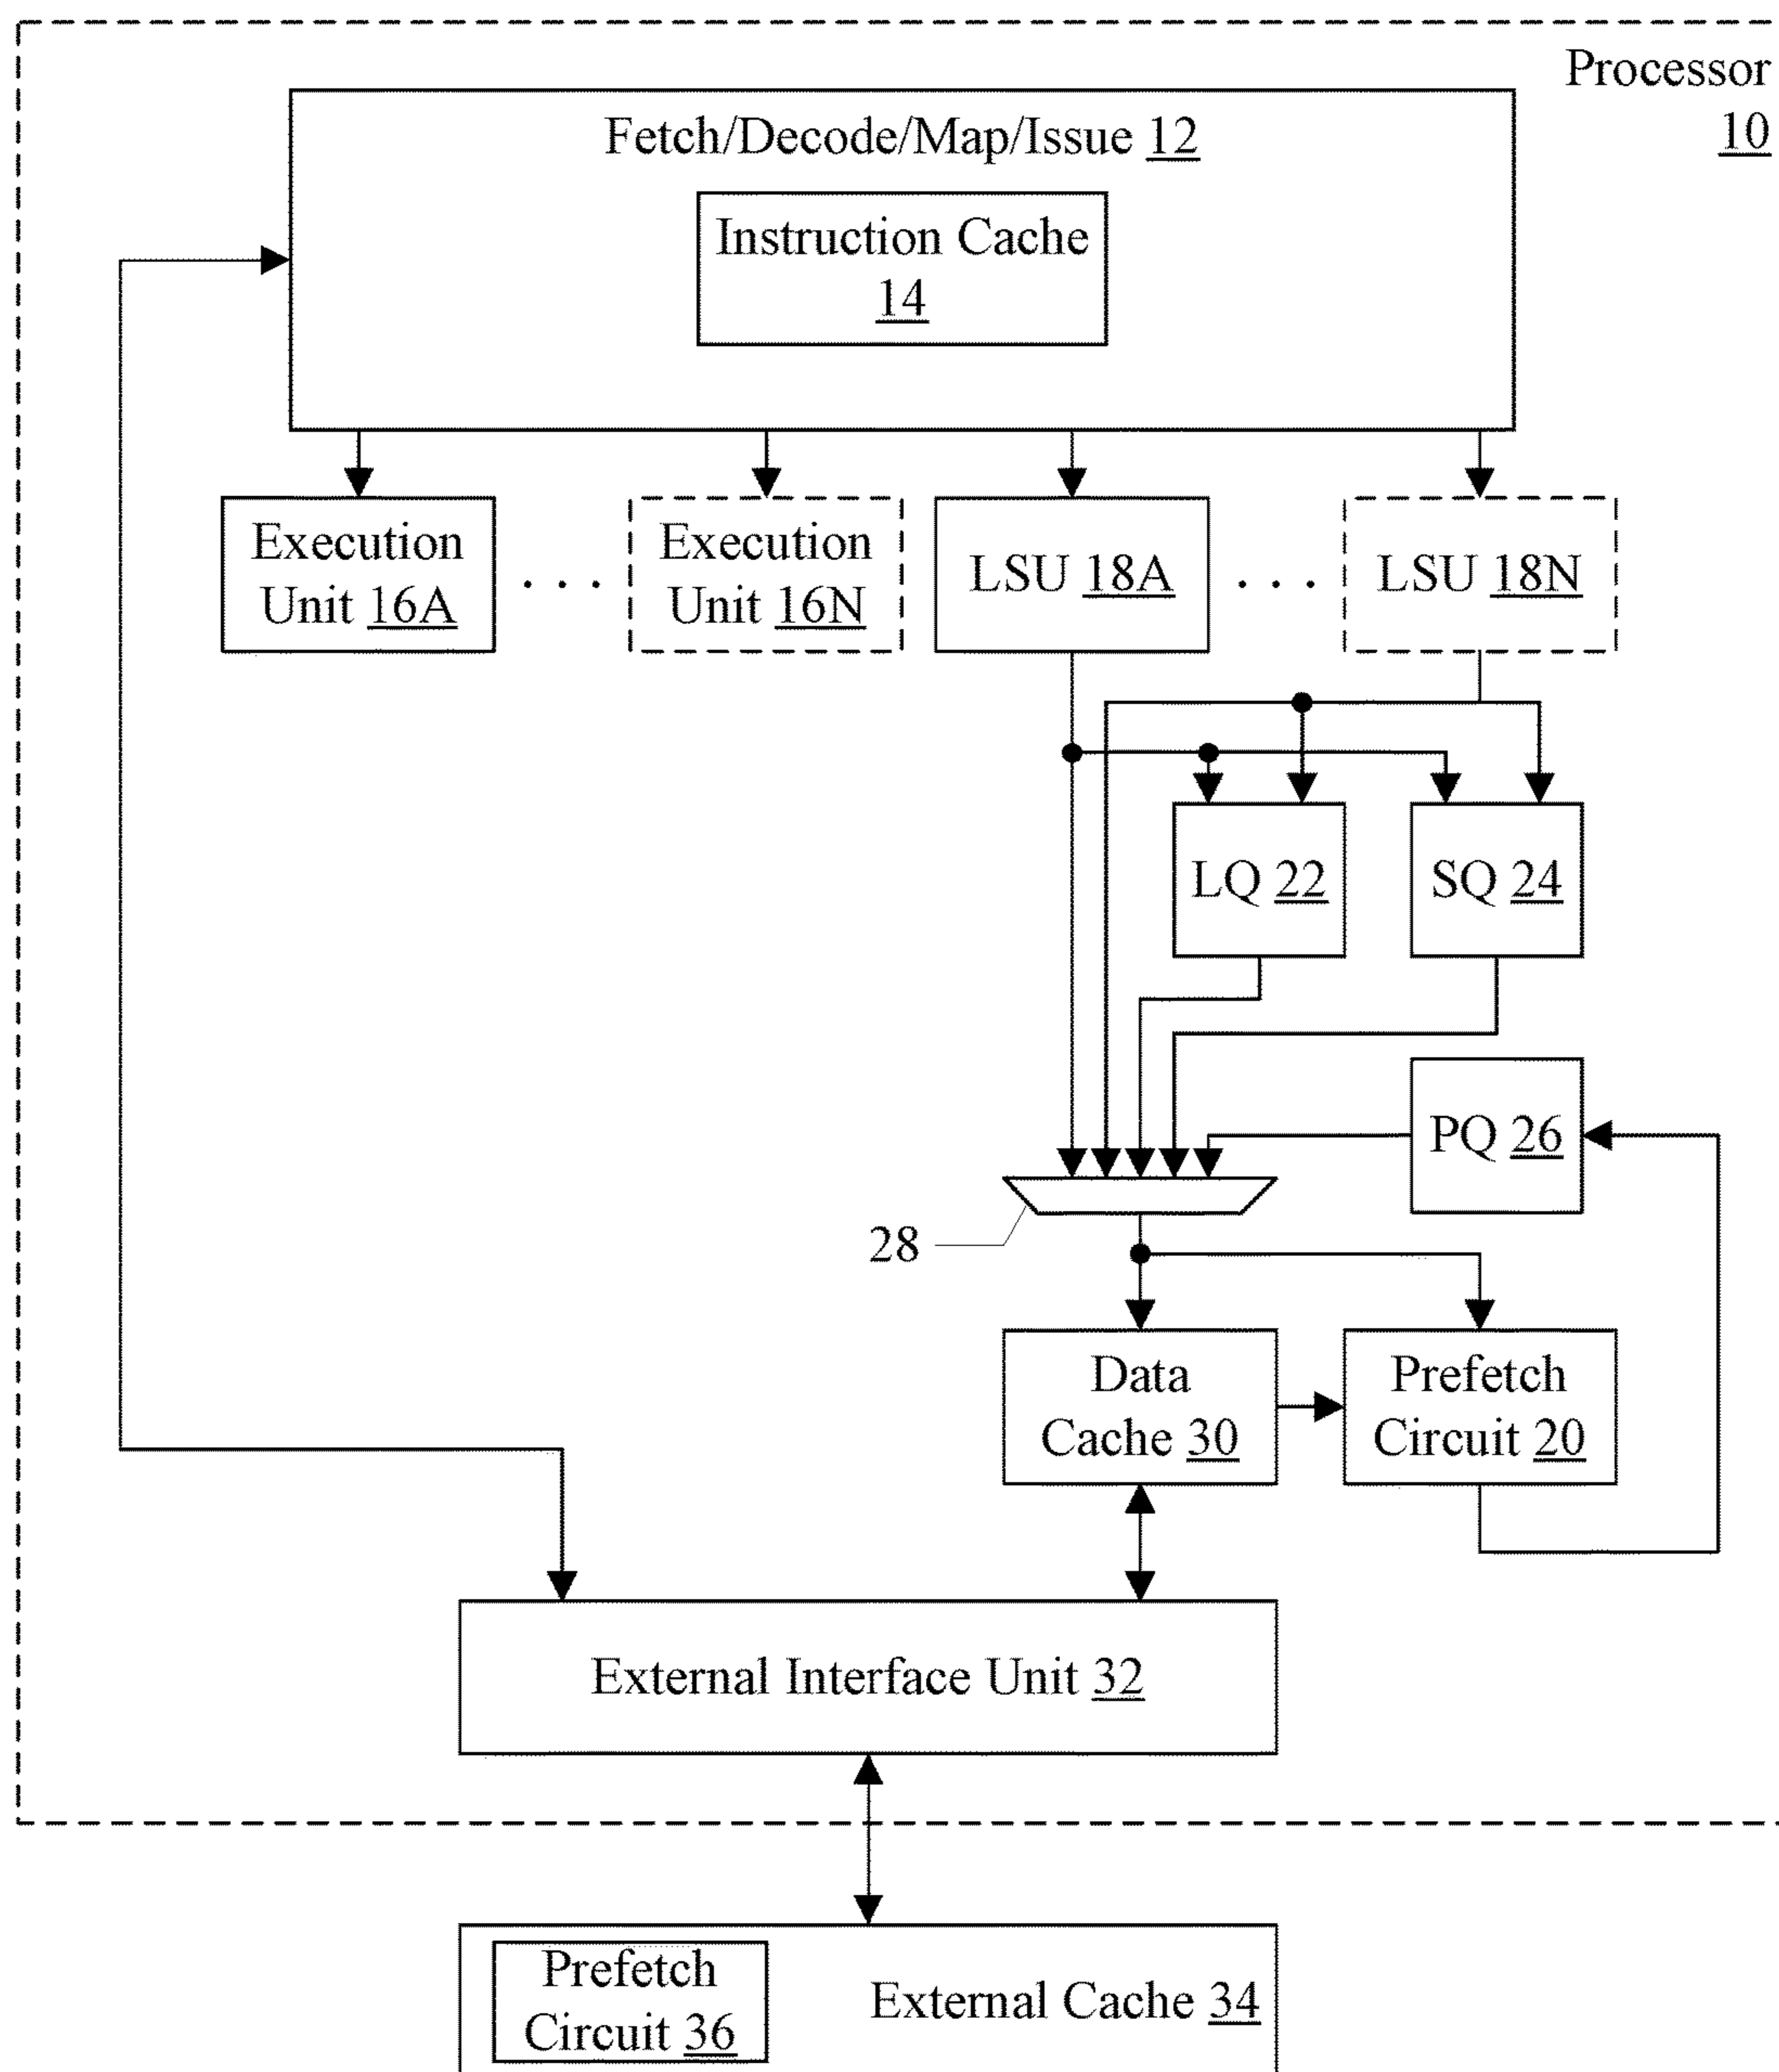 Processor
10
Fetch/Decode/Map/Issue 12
Instruction Cache
14
Execution
Unit 16A
. . .
Execution
Unit 16N
LSU 18A
. . .
LSU 18N
LQ 22
SQ 24
PQ 26
28
Data
Cache 30
Prefetch
Circuit 20
External Interface Unit 32
Prefetch
Circuit 36
External Cache 34